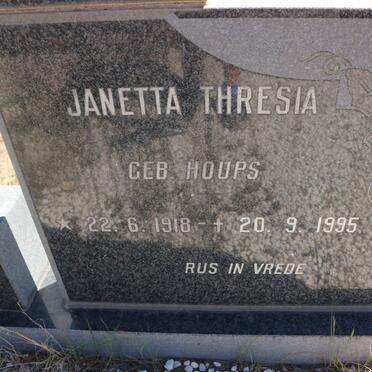 JANETTA THRESIA
GEB. HOUPS
* 22. 6. 1918 - † 20. 9. 1995
RUS IN VREDE